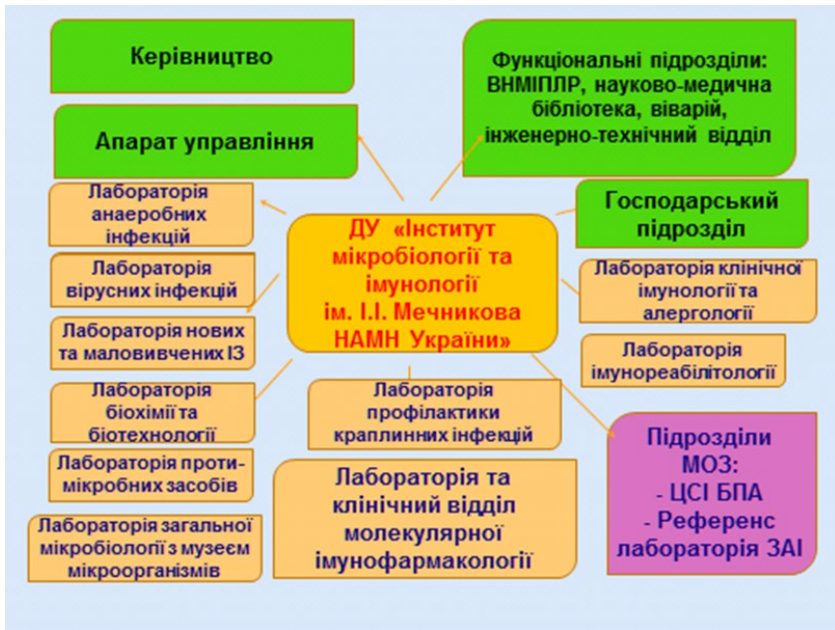 Керівництво
Функціональні підрозділи:
ВНМІПЛР, науково-медична
бібліотека, віварій,
інженерно-технічний відділ
Апарат управління
Лабораторія
анаеробних
інфекцій
Господарський
підрозділ
ДУ «Інститут
мікробіології та
імунології
ім. І.І. Мечникова
НАМН України»
Лабораторія
вірусних інфекцій
Лабораторія клінічної
імунології та
алергології
Лабораторія нових
та маловивчених ІЗ
Лабораторія
імунореабілітології
Лабораторія
біохімії та
біотехнології
Лабораторія
профілактики
краплинних інфекцій
Підрозділи
МОЗ:
- ЦСІ БПА
- Референс
лабораторія ЗАІ
Лабораторія проти-
мікробних засобів
Лабораторія та
клінічний відділ
молекулярної
імунофармакології
Лабораторія загальної
мікробіології з музеєм
мікроорганізмів